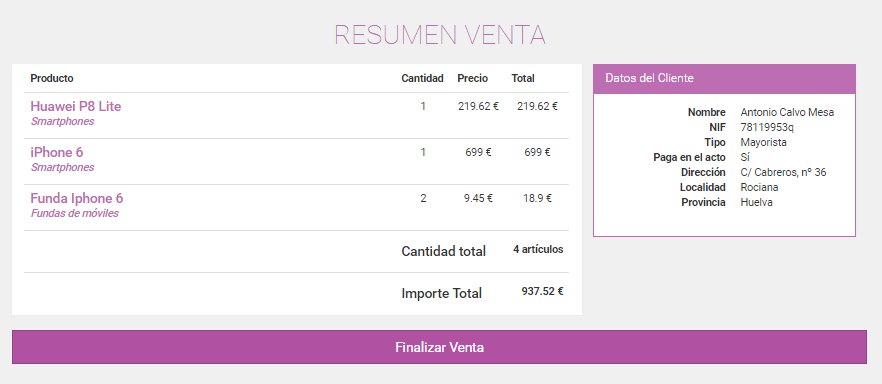 RESUMEN VENTA
Producto Cantidad Precio Total
Huawei P8 Lite 1 219.62 € 219.62 €
Smartphones
iPhone 6 1 699 € 699 €
Smartphones
Funda Iphone 6 2 9.45 € 18.9 €
Fundas de móviles
Cantidad total 4 artículos
Importe Total 937.52 €
Datos del Cliente
Nombre Antonio Calvo Mesa
NIF 78119953q
Tipo Mayorista
Paga en el acto Sí
Dirección C/ Cabreros, nº 36
Localidad Rociana
Provincia Huelva
Finalizar Venta